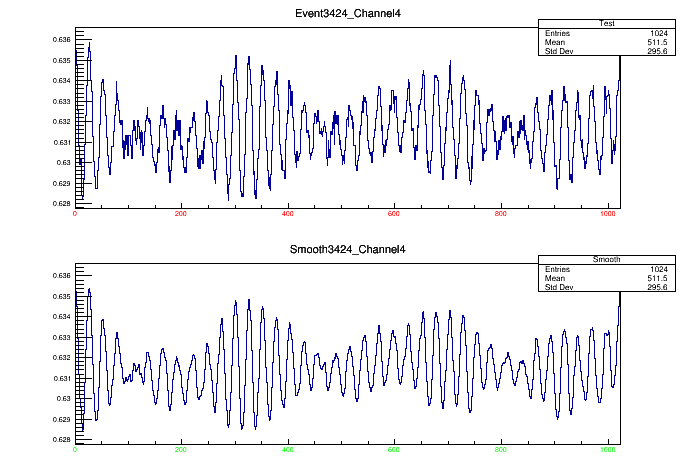 Event3424_Channel4
Test
Entries 1024
Mean 511.5
Std Dev 295.6
0.636
0.635
0.634
0.633
0.632
0.631
0.63
0.629
0.628
0 200 400 600 800 1000
Smooth3424_Channel4
Smooth
Entries 1024
Mean 511.5
Std Dev 295.6
0.636
0.635
0.634
0.633
0.632
0.631
0.63
0.629
0.628
0 200 400 600 800 1000